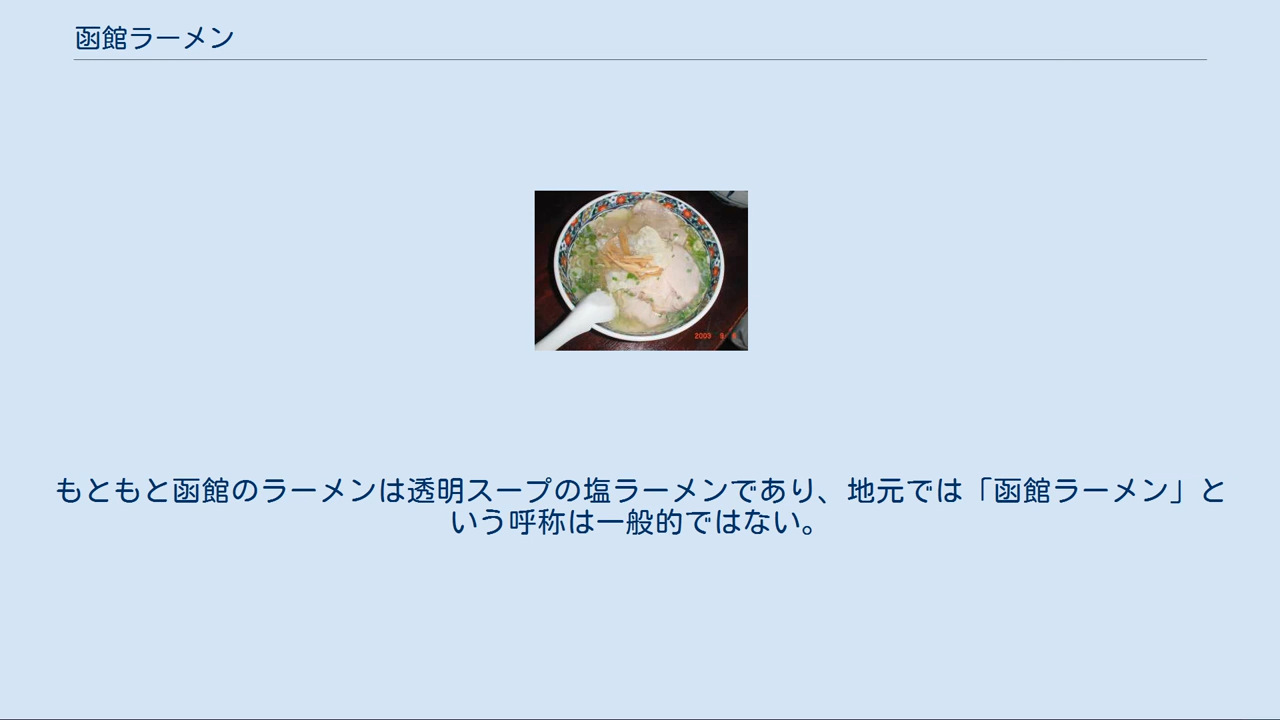 函館ラーメン
もともと函館のラーメンは透明スープの塩ラーメンであり、地元では「函館ラーメン」と
いう呼称は一般的ではない。